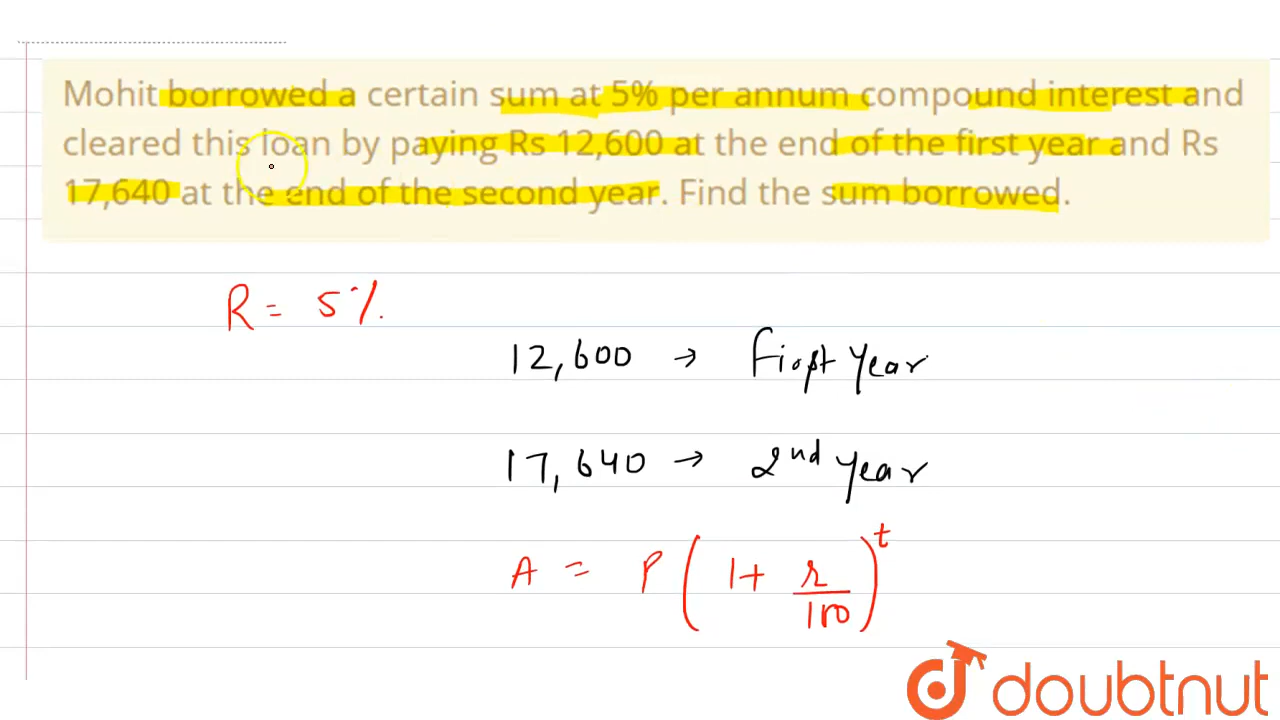 Mohit borrowed a certain sum at 5% per annum compound interest and
cleared this loan by paying Rs 12,600 at the end of the first year and Rs
17,640 at the end of the second year. Find the sum borrowed.
R = 5%
12,600 → First year
17,640 → 2nd year
A = P (1 + r/100)^t
doubtnut